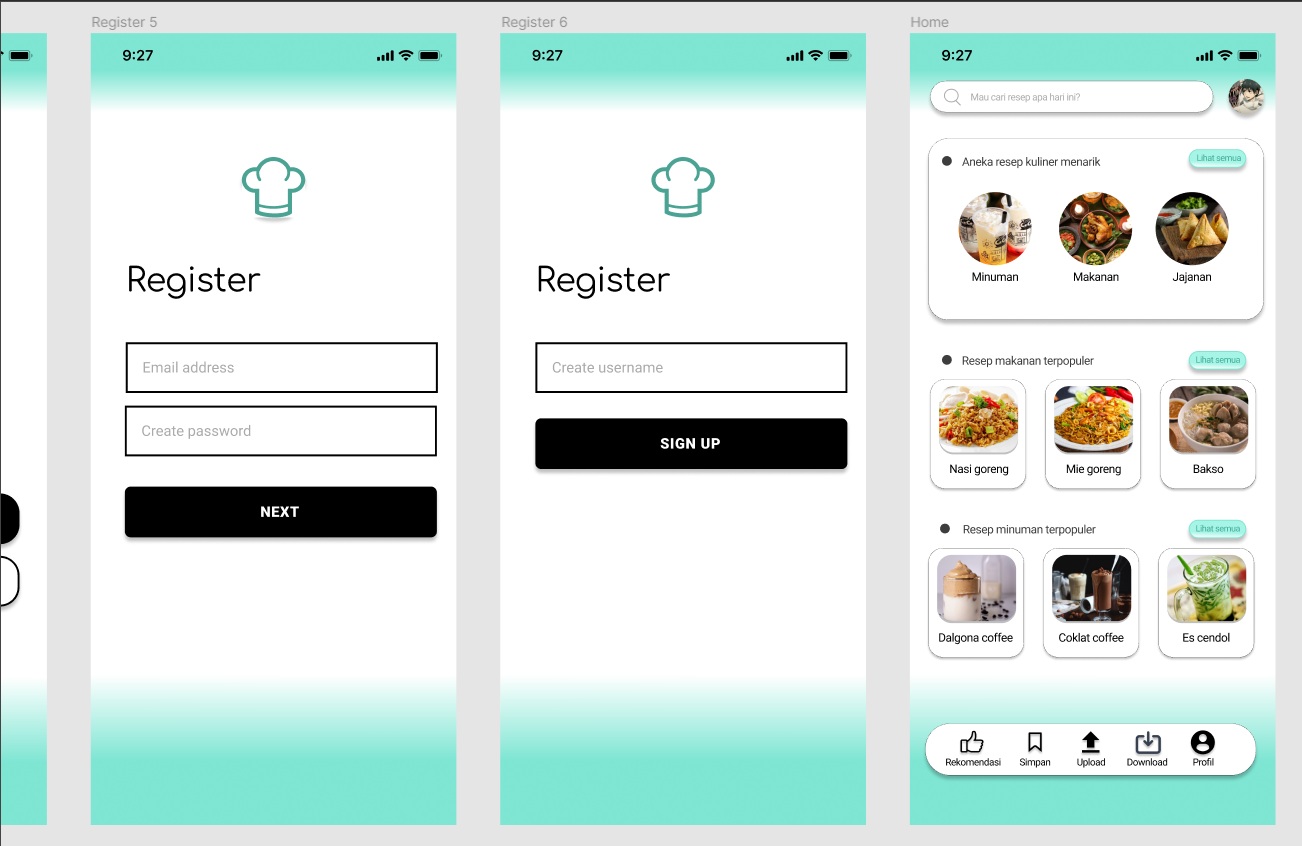 Register 5
9:27
Register
Email address
Create password
NEXT
Register 6
9:27
Register
Create username
SIGN UP
Home
9:27
Mau cari resep apa hari ini?
Aneka resep kuliner menarik
Lihat semua
Minuman
Makanan
Jajanan
Resep makanan terpopuler
Lihat semua
Nasi goreng
Mie goreng
Bakso
Resep minuman terpopuler
Lihat semua
Dalgona coffee
Coklat coffee
Es cendol
Rekomendasi
Simpan
Upload
Download
Profil